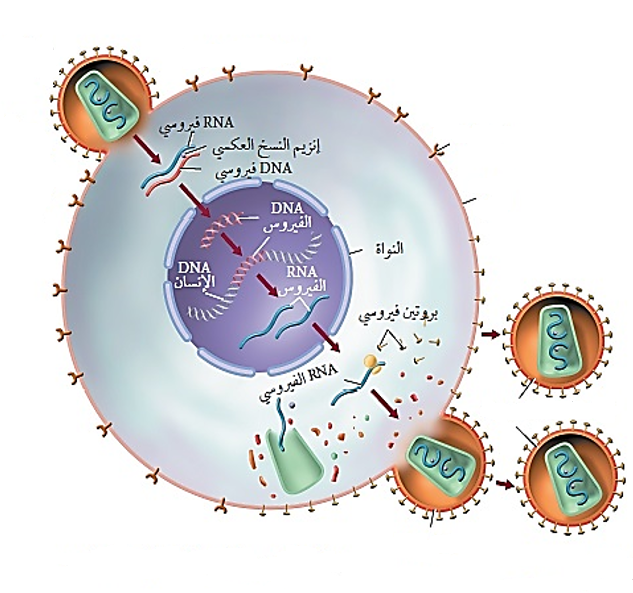 RNA فيروسي
إنزيم النسخ العكسي
DNA فيروسي
DNA
الفيروس
النواة
DNA
الإنسان
RNA
الفيروس
بروتين فيروسي
RNA الفيروسي